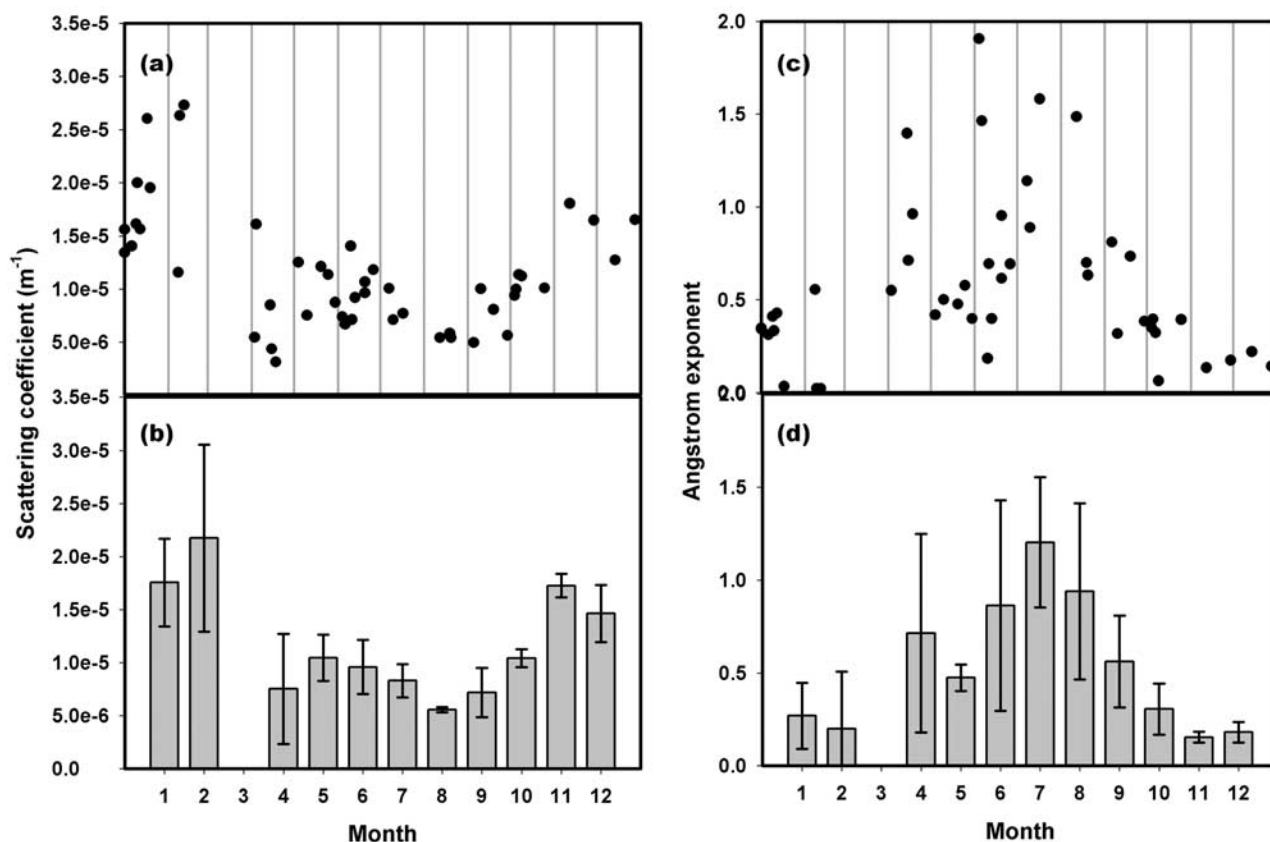 Scattering coefficient (m⁻¹)
3.5e-5
3.0e-5
2.5e-5
2.0e-5
1.5e-5
1.0e-5
5.0e-6
(a)
3.5e-5
3.0e-5
2.5e-5
2.0e-5
1.5e-5
1.0e-5
5.0e-6
0.0
(b)
1 2 3 4 5 6 7 8 9 10 11 12
Month
Angstrom exponent
2.0
1.5
1.0
0.5
(c)
2.0
1.5
1.0
0.5
0.0
(d)
1 2 3 4 5 6 7 8 9 10 11 12
Month